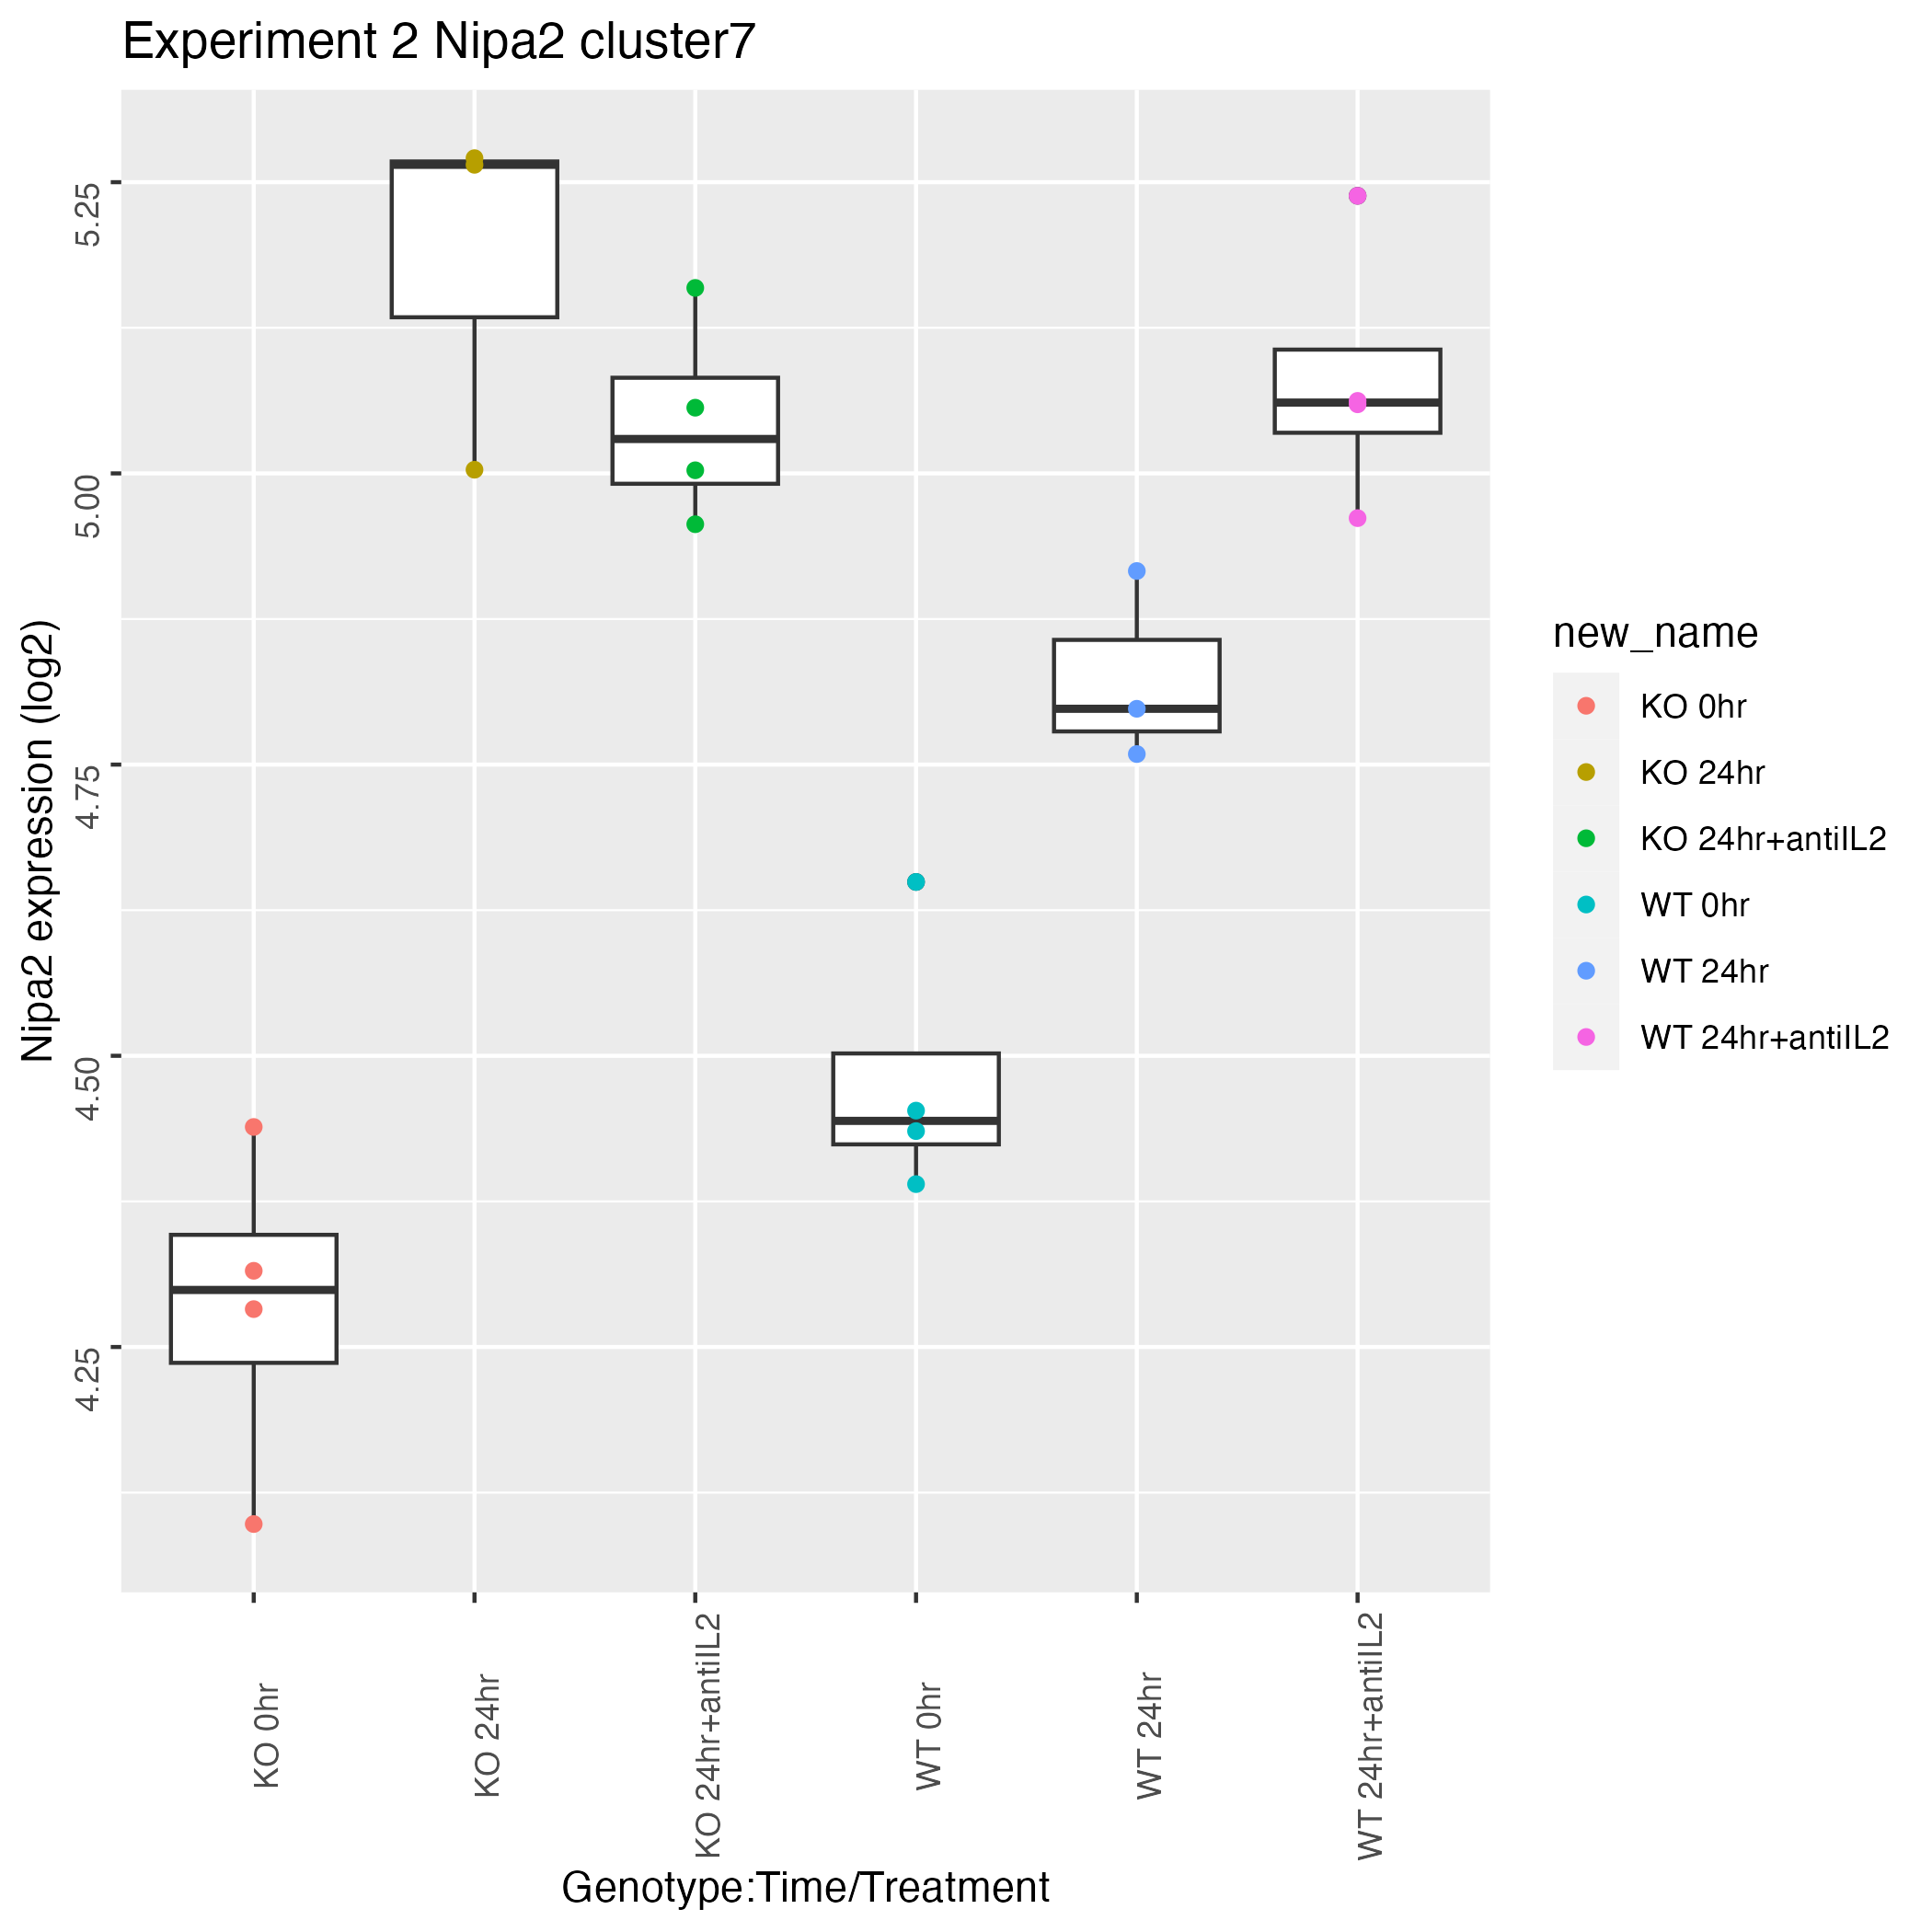 Experiment 2 Nipa2 cluster7
Nipa2 expression (log2)
5.25
5.00
4.75
4.50
4.25
KO 0hr
KO 24hr
KO 24hr+antiIL2
WT 0hr
WT 24hr
WT 24hr+antiIL2
Genotype:Time/Treatment
new_name
KO 0hr
KO 24hr
KO 24hr+antiIL2
WT 0hr
WT 24hr
WT 24hr+antiIL2